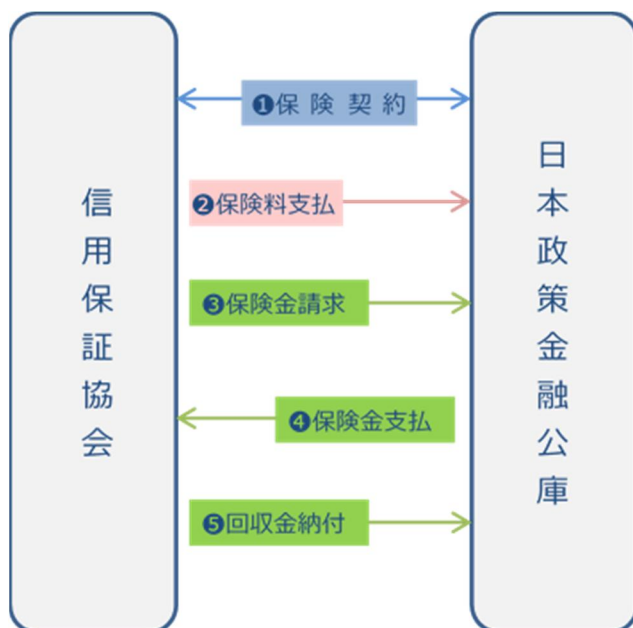 信用保証協会
❶保険契約
❷保険料支払
❸保険金請求
❹保険金支払
❺回収金納付
日本政策金融公庫